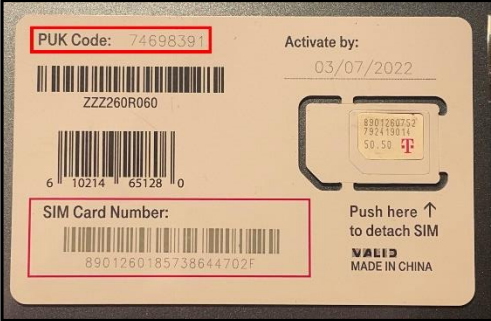 PUK Code: 74698391
Activate by:
03/07/2022
ZZZ260R060
8901260752
792419014
50.50 T
6 10214 65128 0
SIM Card Number:
8901260185738644702F
Push here ↑
to detach SIM
VALID
MADE IN CHINA